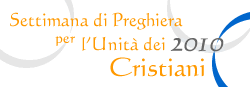 Settimana di Preghiera
per l'Unità dei 2010
Cristiani